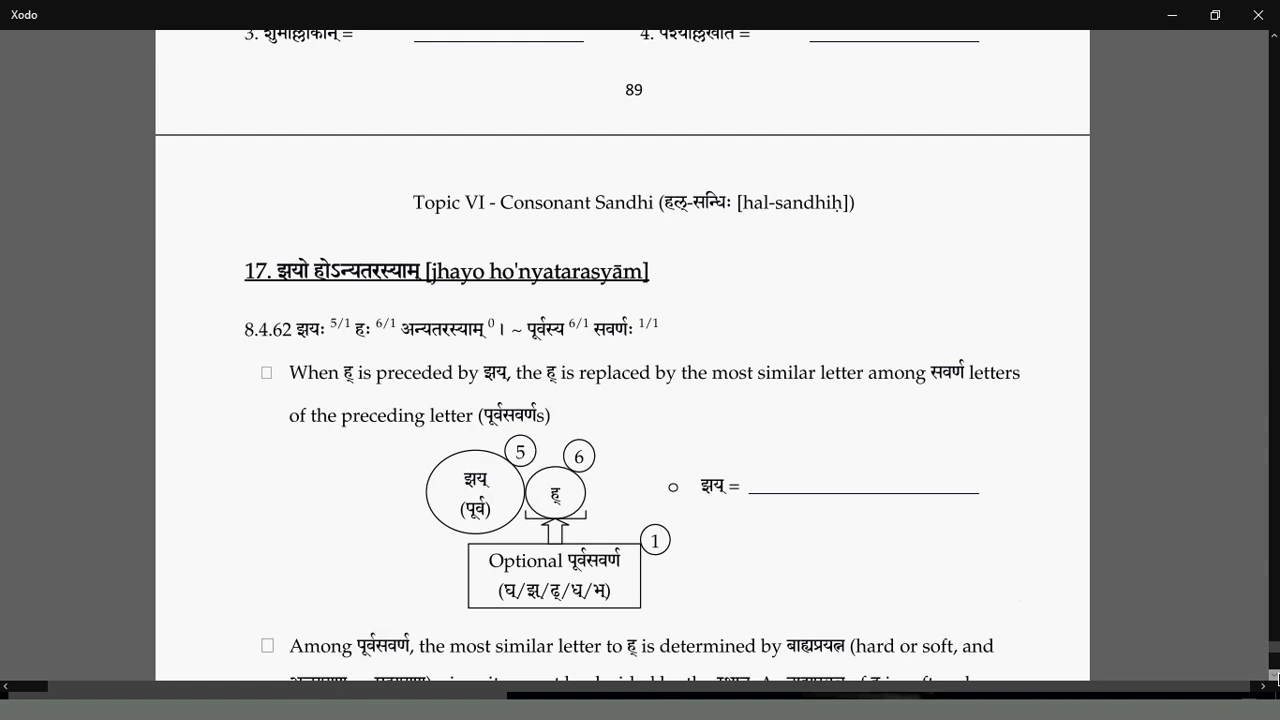 Xodo
3. शुभाँल्लोकान् =
4. पश्यँल्लिखति =
89
Topic VI - Consonant Sandhi (हल्-सन्धिः [hal-sandhiḥ])
17. झयो होऽन्यतरस्याम् [jhayo ho'nyatarasyām]
8.4.62 झयः 5/1 हः 6/1 अन्यतरस्याम् 0 । ~ पूर्वस्य 6/1 सवर्णः 1/1
When ह् is preceded by झय्, the ह् is replaced by the most similar letter among सवर्ण letters
of the preceding letter (पूर्वसवर्णs)
5
6
झय्
(पूर्व)
ह्
झय् =
1
Optional पूर्वसवर्ण
(घ्/झ्/ढ्/ध्/भ्)
Among पूर्वसवर्ण, the most similar letter to ह् is determined by बाह्यप्रयत्न (hard or soft, and